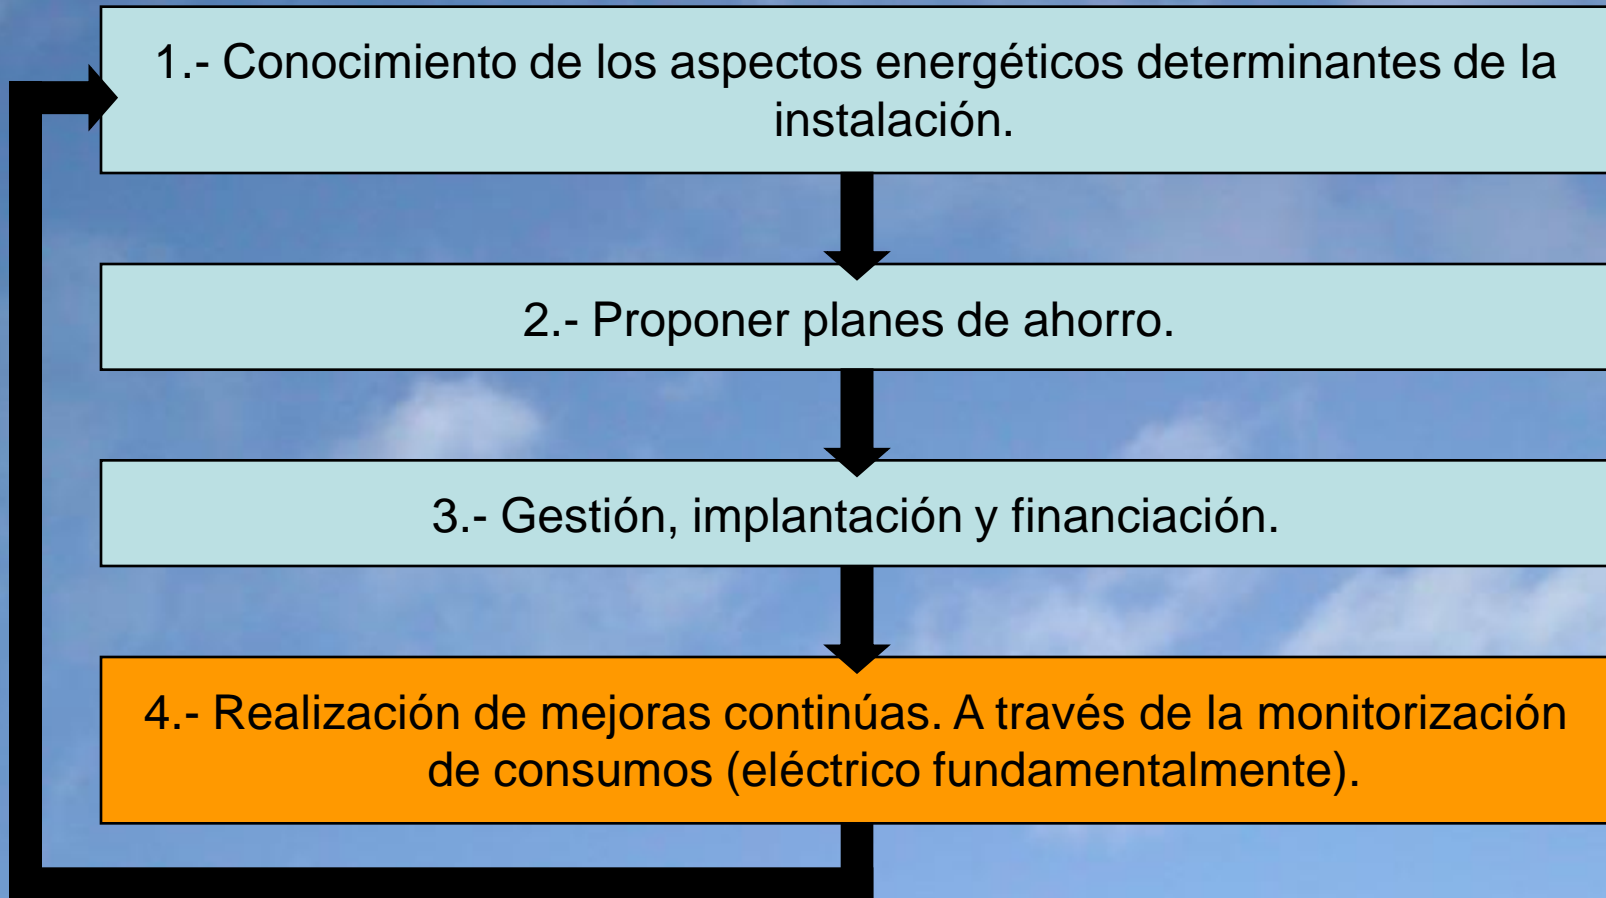 1.- Conocimiento de los aspectos energéticos determinantes de la
instalación.
2.- Proponer planes de ahorro.
3.- Gestión, implantación y financiación.
4.- Realización de mejoras continúas. A través de la monitorización
de consumos (eléctrico fundamentalmente).